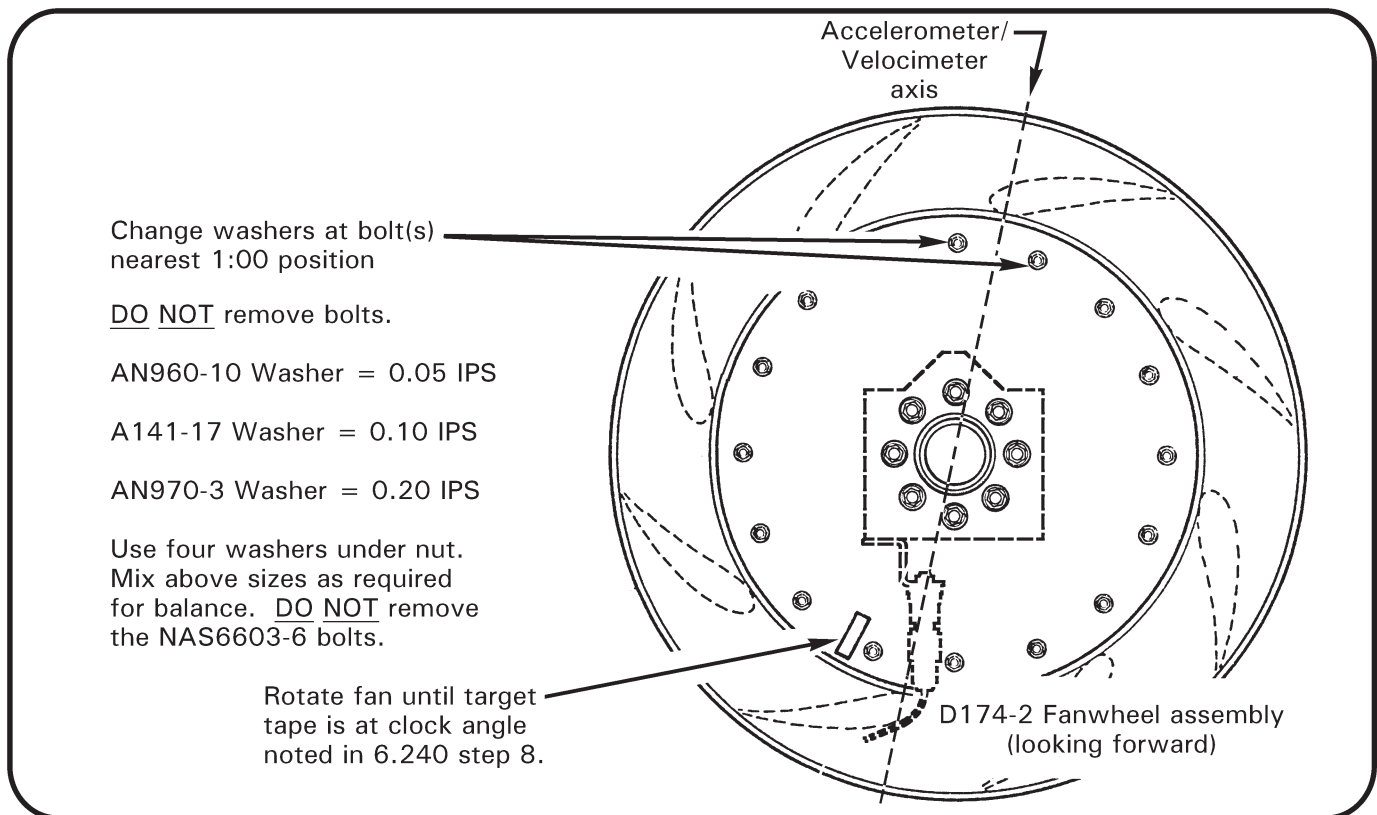 Accelerometer/
Velocimeter
axis
Change washers at bolt(s)
nearest 1:00 position
DO NOT remove bolts.
AN960-10 Washer = 0.05 IPS
A141-17 Washer = 0.10 IPS
AN970-3 Washer = 0.20 IPS
Use four washers under nut.
Mix above sizes as required
for balance. DO NOT remove
the NAS6603-6 bolts.
Rotate fan until target
tape is at clock angle
noted in 6.240 step 8.
D174-2 Fanwheel assembly
(looking forward)